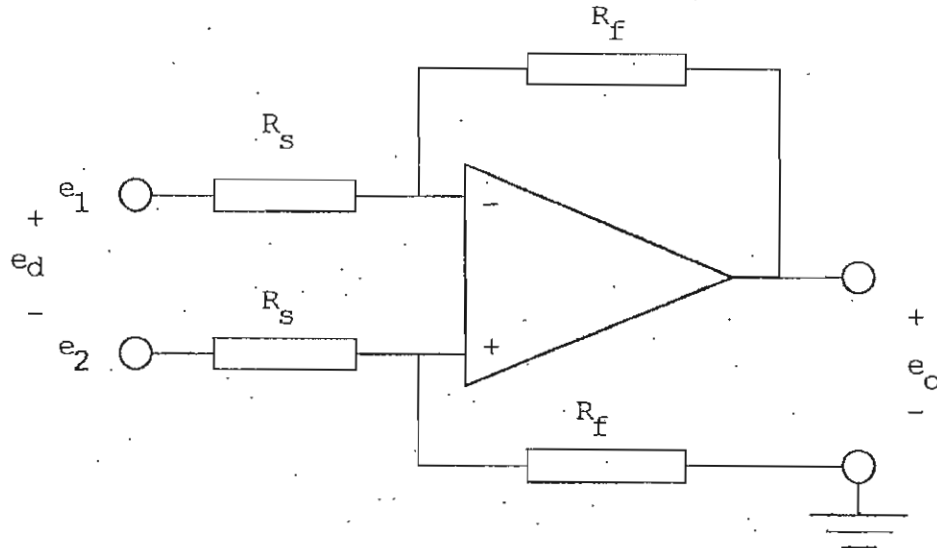 R_f
R_s
e_1
+
e_d
-
-
R_s
+
e_2
+
e_o
-
R_f